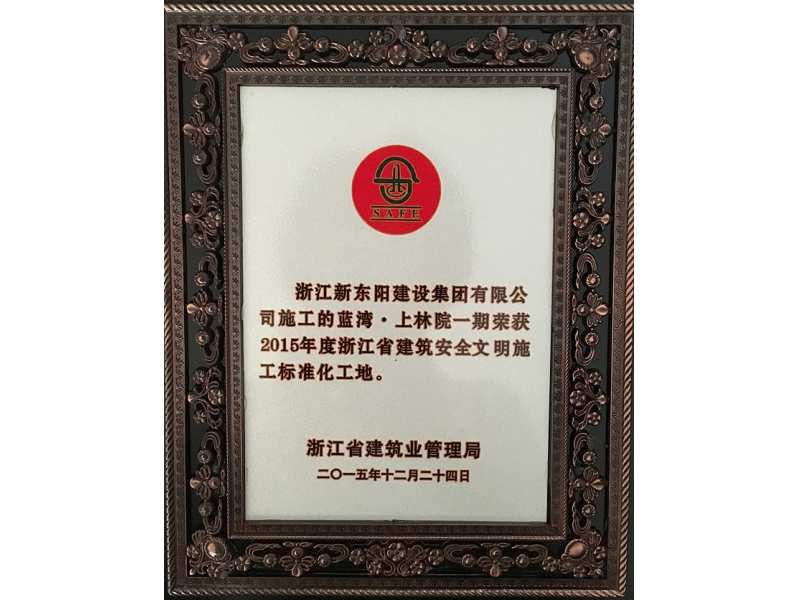 SAFE
浙江新东阳建设集团有限公
司施工的蓝湾·上林院一期荣获
2015年度浙江省建筑安全文明施
工标准化工地。
浙江省建筑业管理局
二〇一五年十二月二十四日